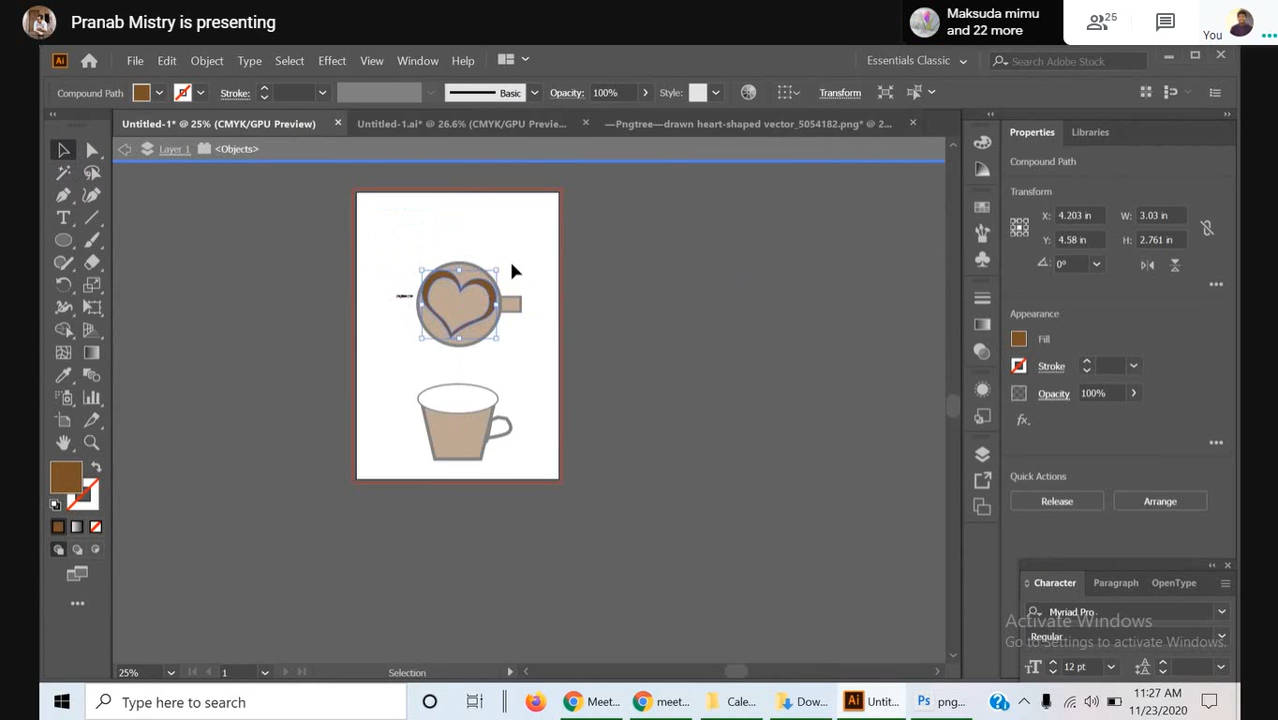 Pranab Mistry is presenting
Maksuda mimu
and 22 more
25
You
Ai
File Edit Object Type Select Effect View Window Help
Essentials Classic
Search Adobe Stock
Compound Path
Stroke:
Basic
Opacity: 100%
Style:
Transform
Untitled-1* @ 25% (CMYK/GPU Preview) ×
Untitled-1.ai* @ 26.6% (CMYK/GPU Previe... ×
—Pngtree—drawn heart-shaped vector_5054182.png* @ 2... ×
Layer 1 <Objects>
Properties Libraries
Compound Path
Transform
X: 4.203 in W: 3.03 in
Y: 4.58 in H: 2.761 in
0°
Appearance
Fill
Stroke
Opacity 100%
fx.
Quick Actions
Release Arrange
Character Paragraph OpenType
Myriad Pro
Regular
12 pt
Activate Windows
Go to Settings to activate Windows.
25% 1 Selection
Type here to search
Meet...
meet...
Cale...
Dow...
Ai Untit...
Ps png...
11:27 AM
11/23/2020